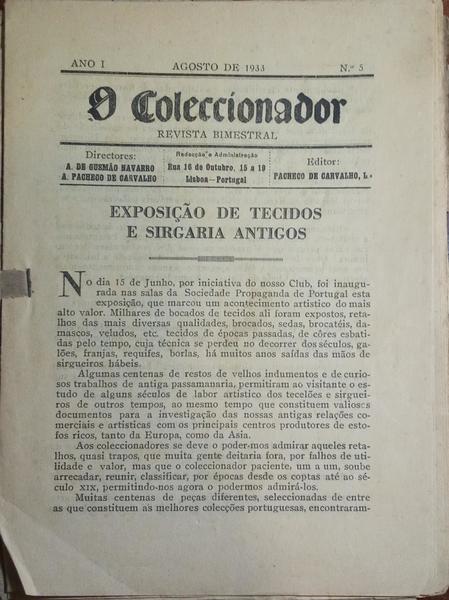 ANO I AGOSTO DE 1933 N.º 5
O Coleccionador
REVISTA BIMESTRAL
Directores:
A. DE GUSMÃO NAVARRO
A. PACHECO DE CARVALHO
Redacção e Administração
Rua 16 de Outubro, 15 a 19
Lisboa—Portugal
Editor:
PACHECO DE CARVALHO, L.
EXPOSIÇÃO DE TECIDOS
E SIRGARIA ANTIGOS
No dia 15 de Junho, por iniciativa do nosso Club, foi inaugu-
rada nas salas da Sociedade Propaganda de Portugal esta
exposição, que marcou um acontecimento artistico do mais
alto valor. Milhares de bocados de tecidos ali foram expostos, reta-
lhos das mais diversas qualidades, brocados, sedas, brocatéis, da-
mascos, veludos, etc. tecidos de épocas passadas, de côres esbati-
das pelo tempo, cuja técnica se perdeu no decorrer dos séculos, ga-
lões, franjas, requifes, borlas, há muitos anos saídas das mãos de
sirgueiros hábeis.
Algumas centenas de restos de velhos indumentos e de curio-
sos trabalhos de antiga passamanaria, permitiram ao visitante o es-
tudo de alguns séculos de labor artistico dos tecelões e sirguei-
ros de outros tempos, ao mesmo tempo que constituem valiosos
documentos para a investigação das nossas antigas relações co-
merciais e artisticas com os principais centros produtores de esto-
fos ricos, tanto da Europa, como da Asia.
Aos coleccionadores se deve o poder-mos admirar aqueles reta-
lhos, quasi trapos, que muita gente deitaria fora, por falhos de uti-
lidade e valor, mas que o coleccionador paciente, um a um, soube
arrecadar, reunir, classificar, por épocas desde os coptas até ao sé-
culo XIX, permitindo-nos agora o podermos admirá-los.
Muitas centenas de peças diferentes, seleccionadas de entre
as que constituem as melhores colecções portuguesas, encontraram-